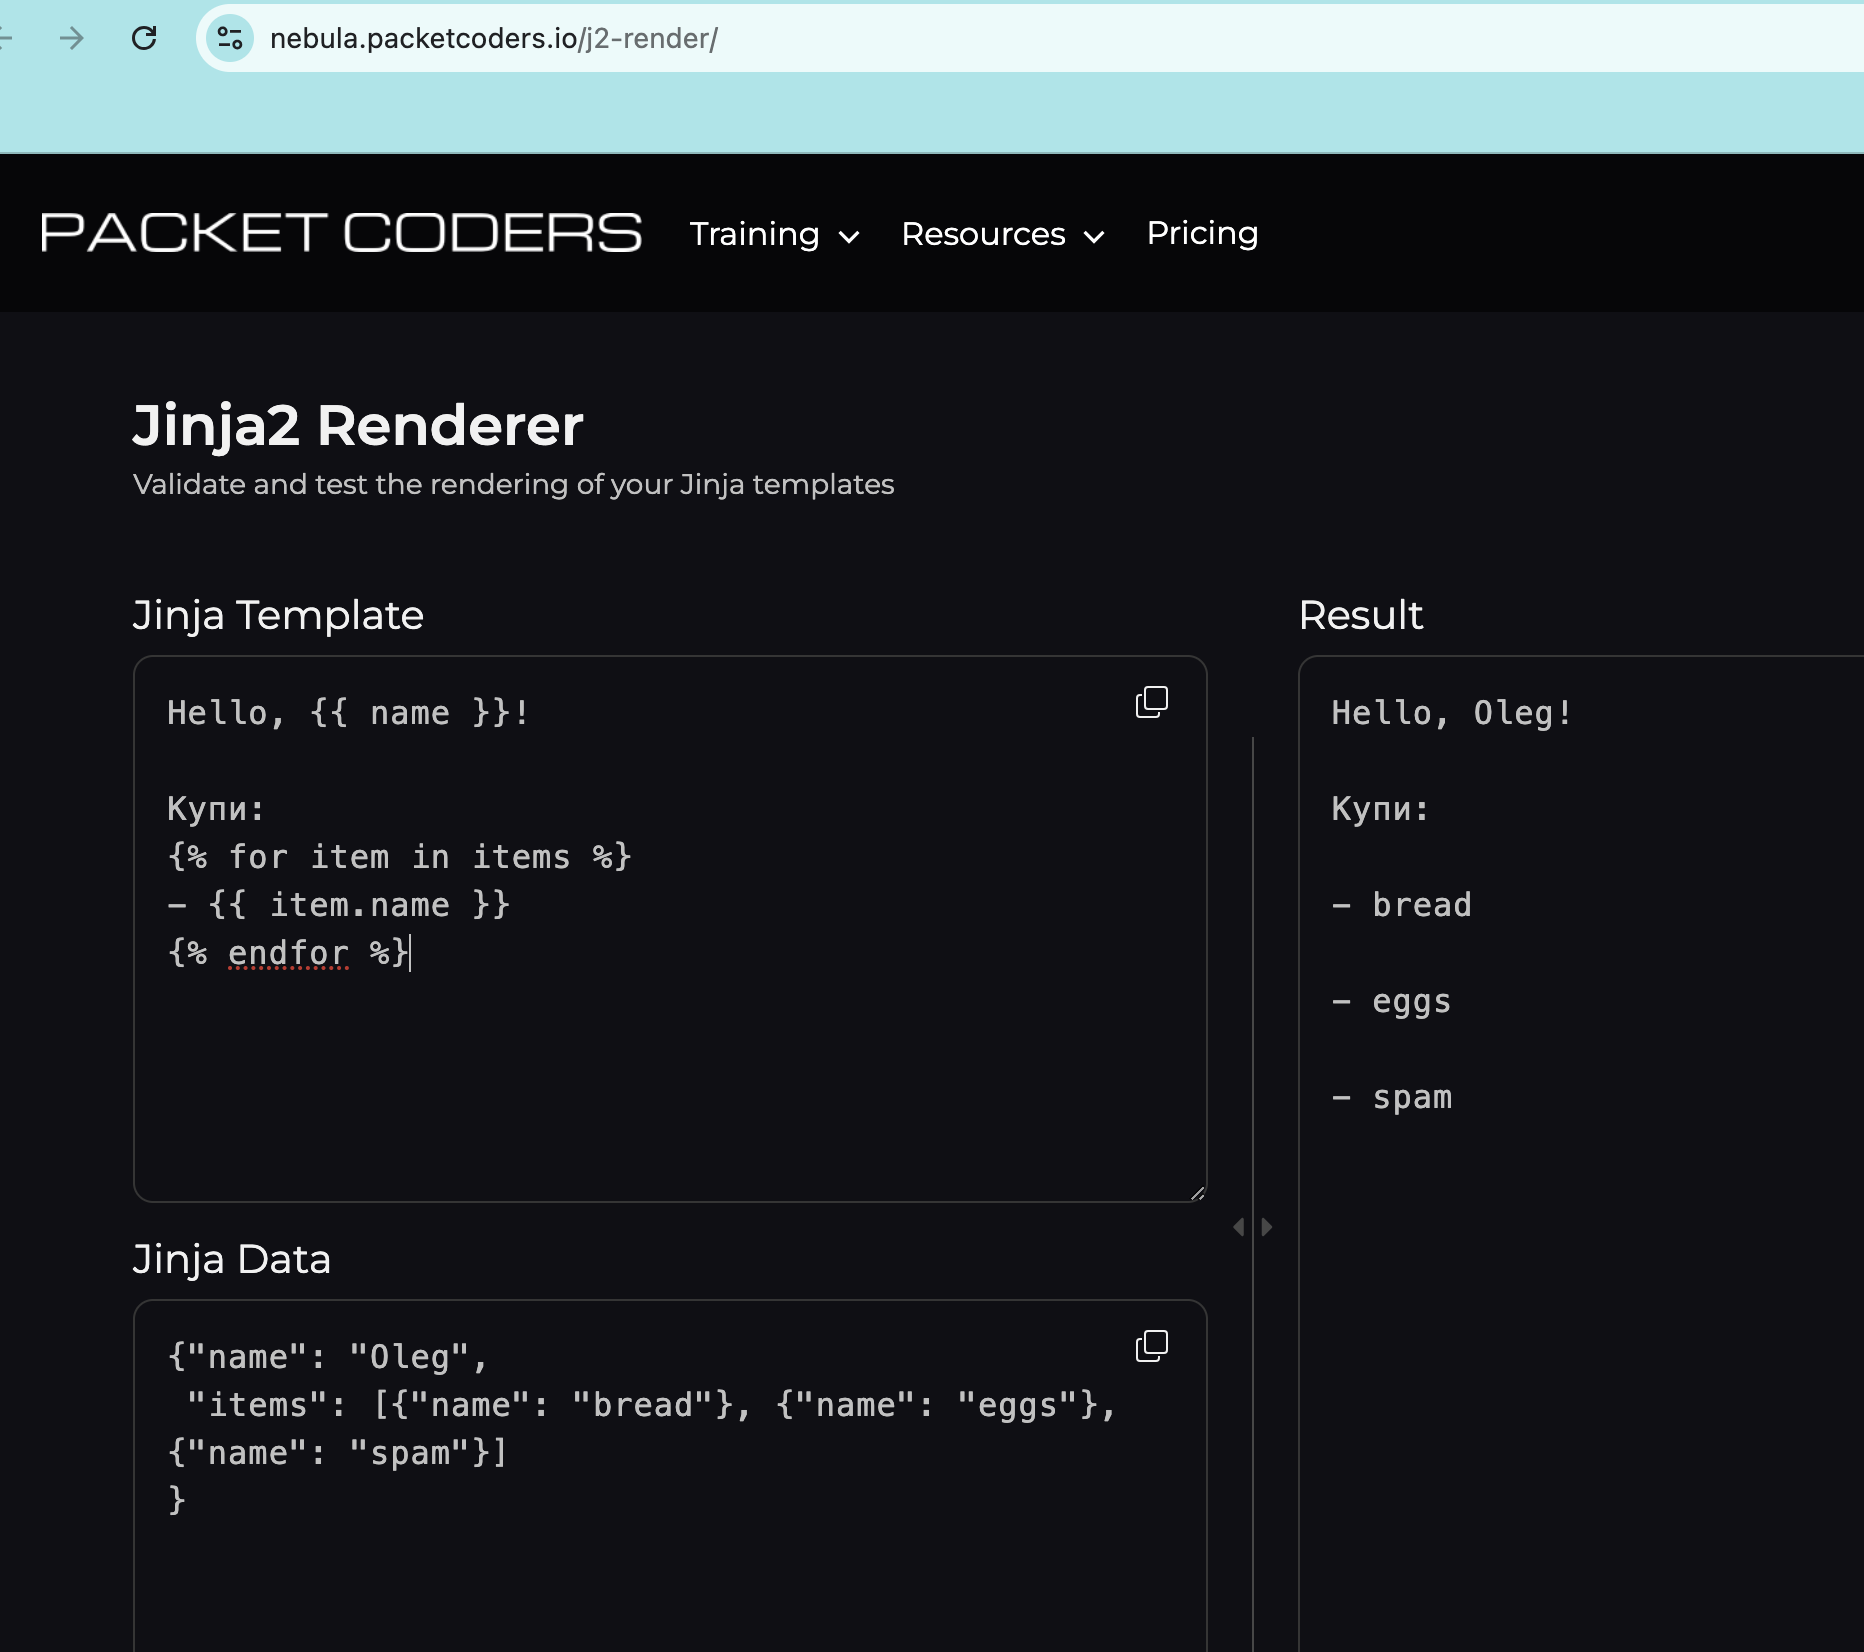 nebula.packetcoders.io/j2-render/
PACKET CODERS
Training
Resources
Pricing
Jinja2 Renderer
Validate and test the rendering of your Jinja templates
Jinja Template
Hello, {{ name }}!
Купи:
{% for item in items %}
- {{ item.name }}
{% endfor %}
Jinja Data
{"name": "Oleg",
"items": [{"name": "bread"}, {"name": "eggs"},
{"name": "spam"}]
}
Result
Hello, Oleg!
Купи:
- bread
- eggs
- spam